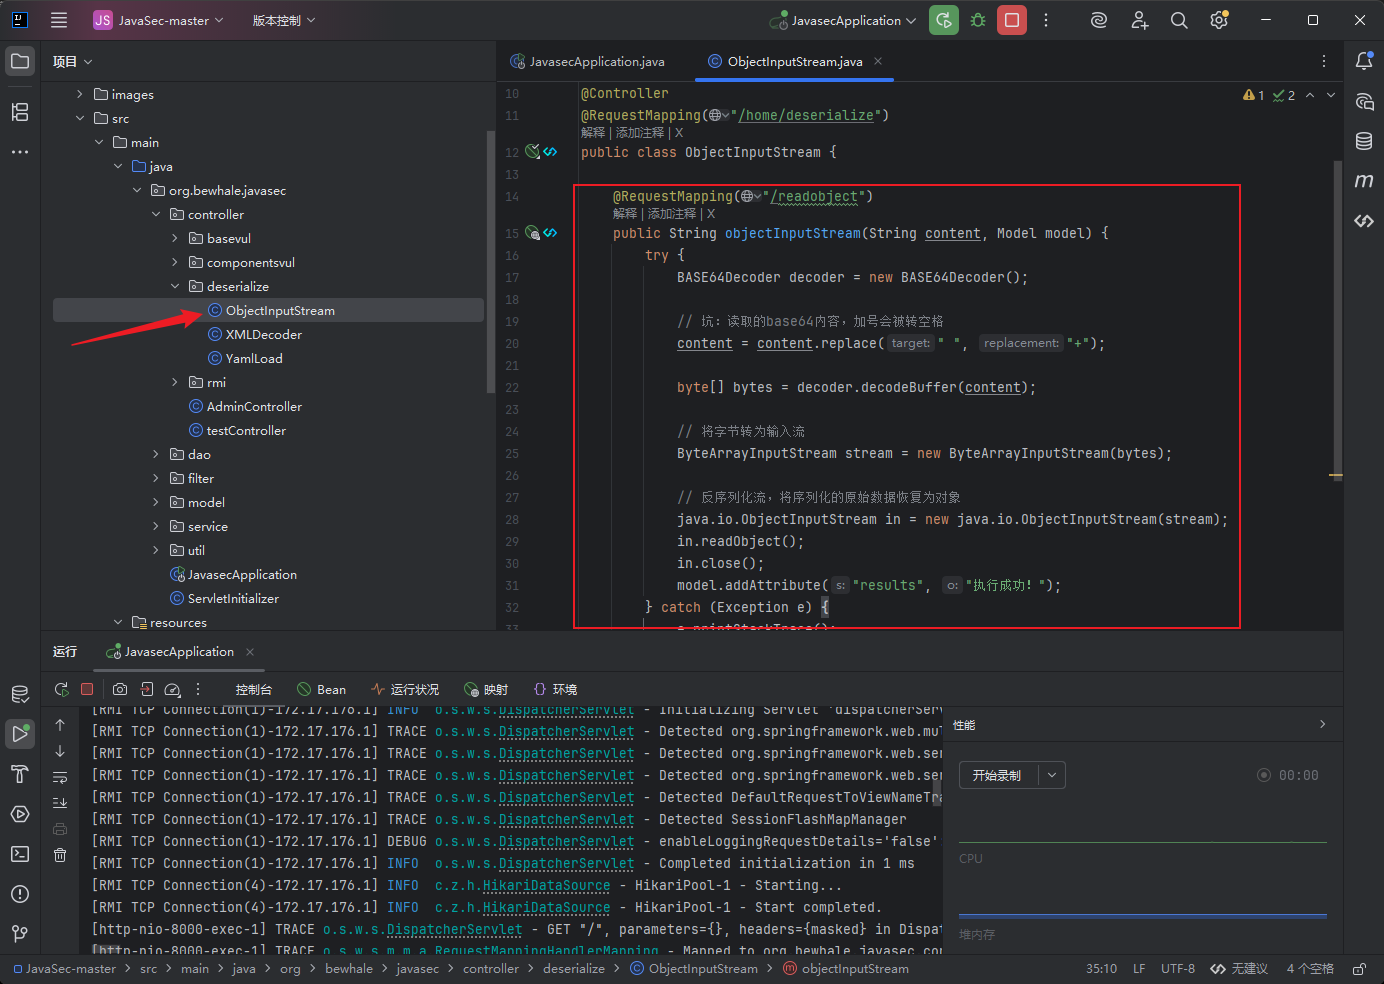 JS JavaSec-master 版本控制 JavasecApplication
项目
images
src
main
java
org.bewhale.javasec
controller
basevul
componentsvul
deserialize
ObjectInputStream
XMLDecoder
YamlLoad
rmi
AdminController
testController
dao
filter
model
service
util
JavasecApplication
ServletInitializer
resources
JavasecApplication.java ObjectInputStream.java
1 2
10 @Controller
11 @RequestMapping("/home/deserialize")
解释 | 添加注释 | X
12 public class ObjectInputStream {
13
14 @RequestMapping("/readobject")
解释 | 添加注释 | X
15 public String objectInputStream(String content, Model model) {
16 try {
17 BASE64Decoder decoder = new BASE64Decoder();
18
19 // 坑：读取的base64内容，加号会被转空格
20 content = content.replace( target: " ", replacement: "+");
21
22 byte[] bytes = decoder.decodeBuffer(content);
23
24 // 将字节转为输入流
25 ByteArrayInputStream stream = new ByteArrayInputStream(bytes);
26
27 // 反序列化流，将序列化的原始数据恢复为对象
28 java.io.ObjectInputStream in = new java.io.ObjectInputStream(stream);
29 in.readObject();
30 in.close();
31 model.addAttribute( s: "results", o: "执行成功！");
32 } catch (Exception e) {
33 e.printStackTrace();
运行 JavasecApplication
控制台 Bean 运行状况 映射 环境
[RMI TCP Connection(1)-172.17.176.1] INFO o.s.w.s.DispatcherServlet - Initializing Servlet 'dispatcherSer
[RMI TCP Connection(1)-172.17.176.1] TRACE o.s.w.s.DispatcherServlet - Detected org.springframework.web.mu
[RMI TCP Connection(1)-172.17.176.1] TRACE o.s.w.s.DispatcherServlet - Detected org.springframework.web.se
[RMI TCP Connection(1)-172.17.176.1] TRACE o.s.w.s.DispatcherServlet - Detected org.springframework.web.se
[RMI TCP Connection(1)-172.17.176.1] TRACE o.s.w.s.DispatcherServlet - Detected DefaultRequestToViewNameTr
[RMI TCP Connection(1)-172.17.176.1] TRACE o.s.w.s.DispatcherServlet - Detected SessionFlashMapManager
[RMI TCP Connection(1)-172.17.176.1] DEBUG o.s.w.s.DispatcherServlet - enableLoggingRequestDetails='false'
[RMI TCP Connection(1)-172.17.176.1] INFO o.s.w.s.DispatcherServlet - Completed initialization in 1 ms
[RMI TCP Connection(4)-172.17.176.1] INFO c.z.h.HikariDataSource - HikariPool-1 - Starting...
[RMI TCP Connection(4)-172.17.176.1] INFO c.z.h.HikariDataSource - HikariPool-1 - Start completed.
[http-nio-8000-exec-1] TRACE o.s.w.s.DispatcherServlet - GET "/", parameters={}, headers={masked} in Dispat
[http-nio-8000-exec-1] TRACE o.s.w.s.m.m.a.RequestMappingHandlerMapping - Mapped to org.bewhale.javasec.con
性能
开始录制 00:00
CPU
堆内存
JavaSec-master > src > main > java > org > bewhale > javasec > controller > deserialize > ObjectInputStream > objectInputStream 35:10 LF UTF-8 无建议 4 个空格